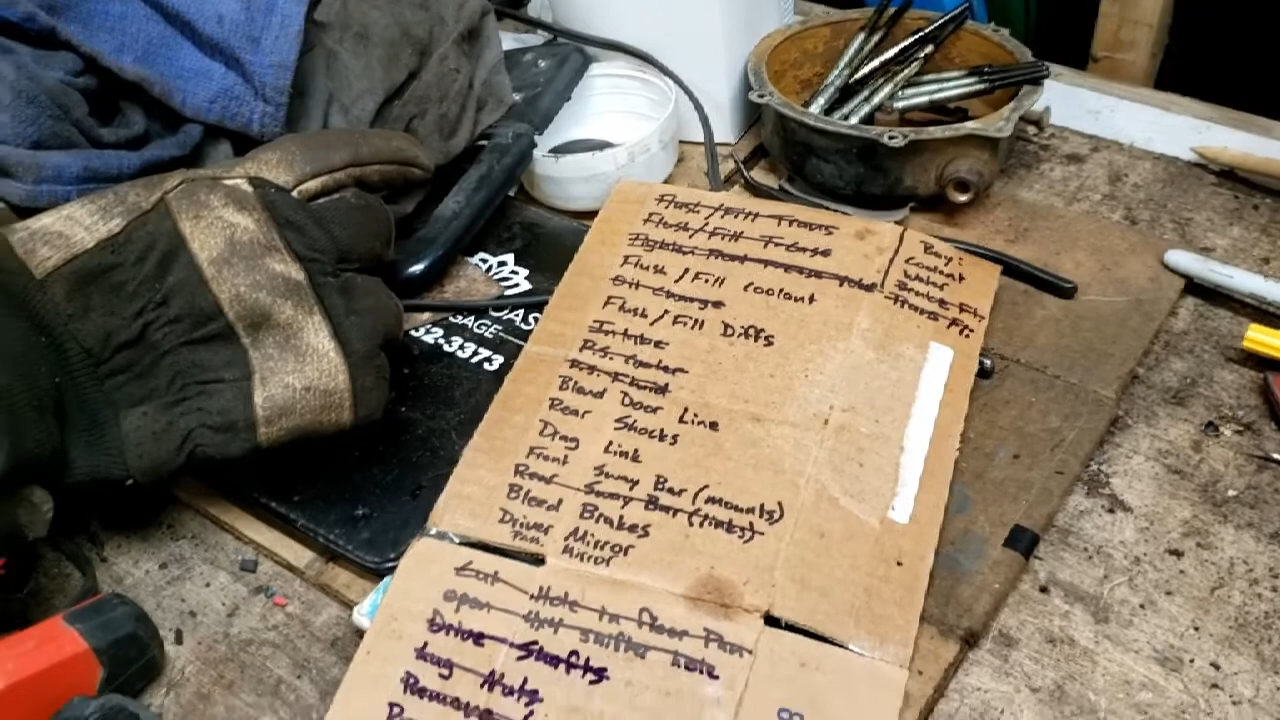 Flush/Fill Trans
Flush/Fill T-case
Flush/Fill coolant
Oil Change
Flush/Fill Diffs
Intake
P.S. Cooler
P.S. Fluid
Blend Door Line
Rear Shocks
Drag Link
Front Sway Bar (mounts)
Rear Sway Bar (links)
Bleed Brakes
Driver Mirror
Pass. Mirror
Cut Hole in floor Pan
open shifter hole
Drive Shafts
Lug Nuts
Remove
Buy:
Coolant
Water
Brake Fl.
Trans Fl.
52-3373